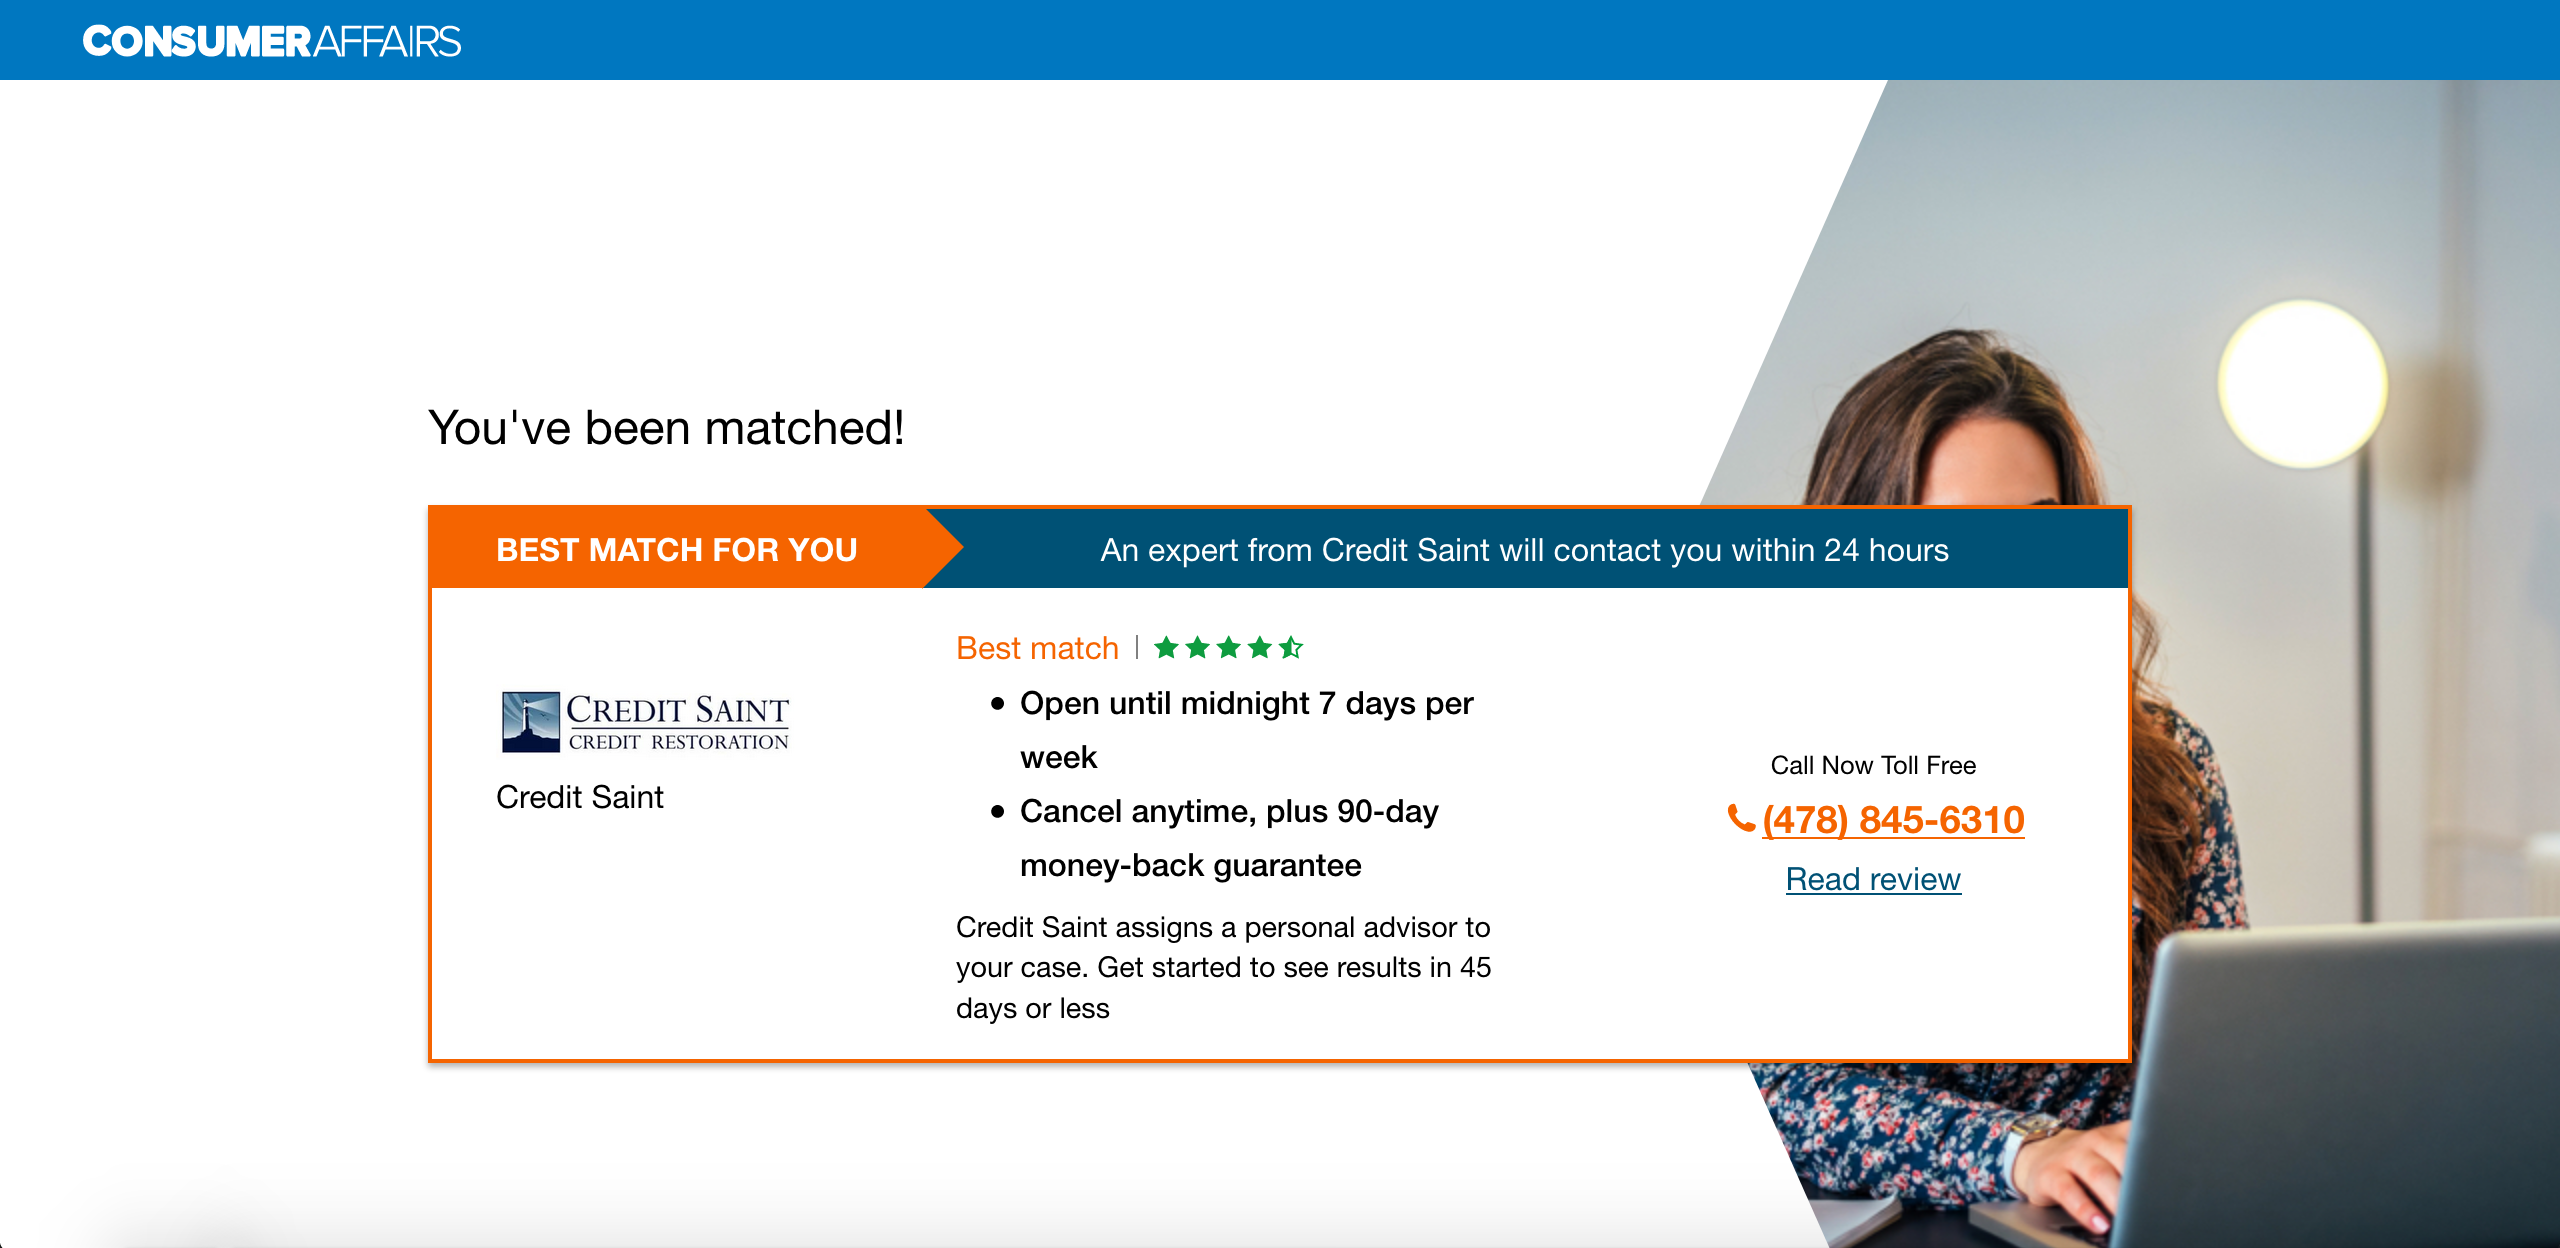 CONSUMERAFFAIRS
You've been matched!
BEST MATCH FOR YOU
An expert from Credit Saint will contact you within 24 hours
CREDIT SAINT
CREDIT RESTORATION
Credit Saint
Best match
Open until midnight 7 days per
week
Cancel anytime, plus 90-day
money-back guarantee
Credit Saint assigns a personal advisor to
your case. Get started to see results in 45
days or less
Call Now Toll Free
(478) 845-6310
Read review